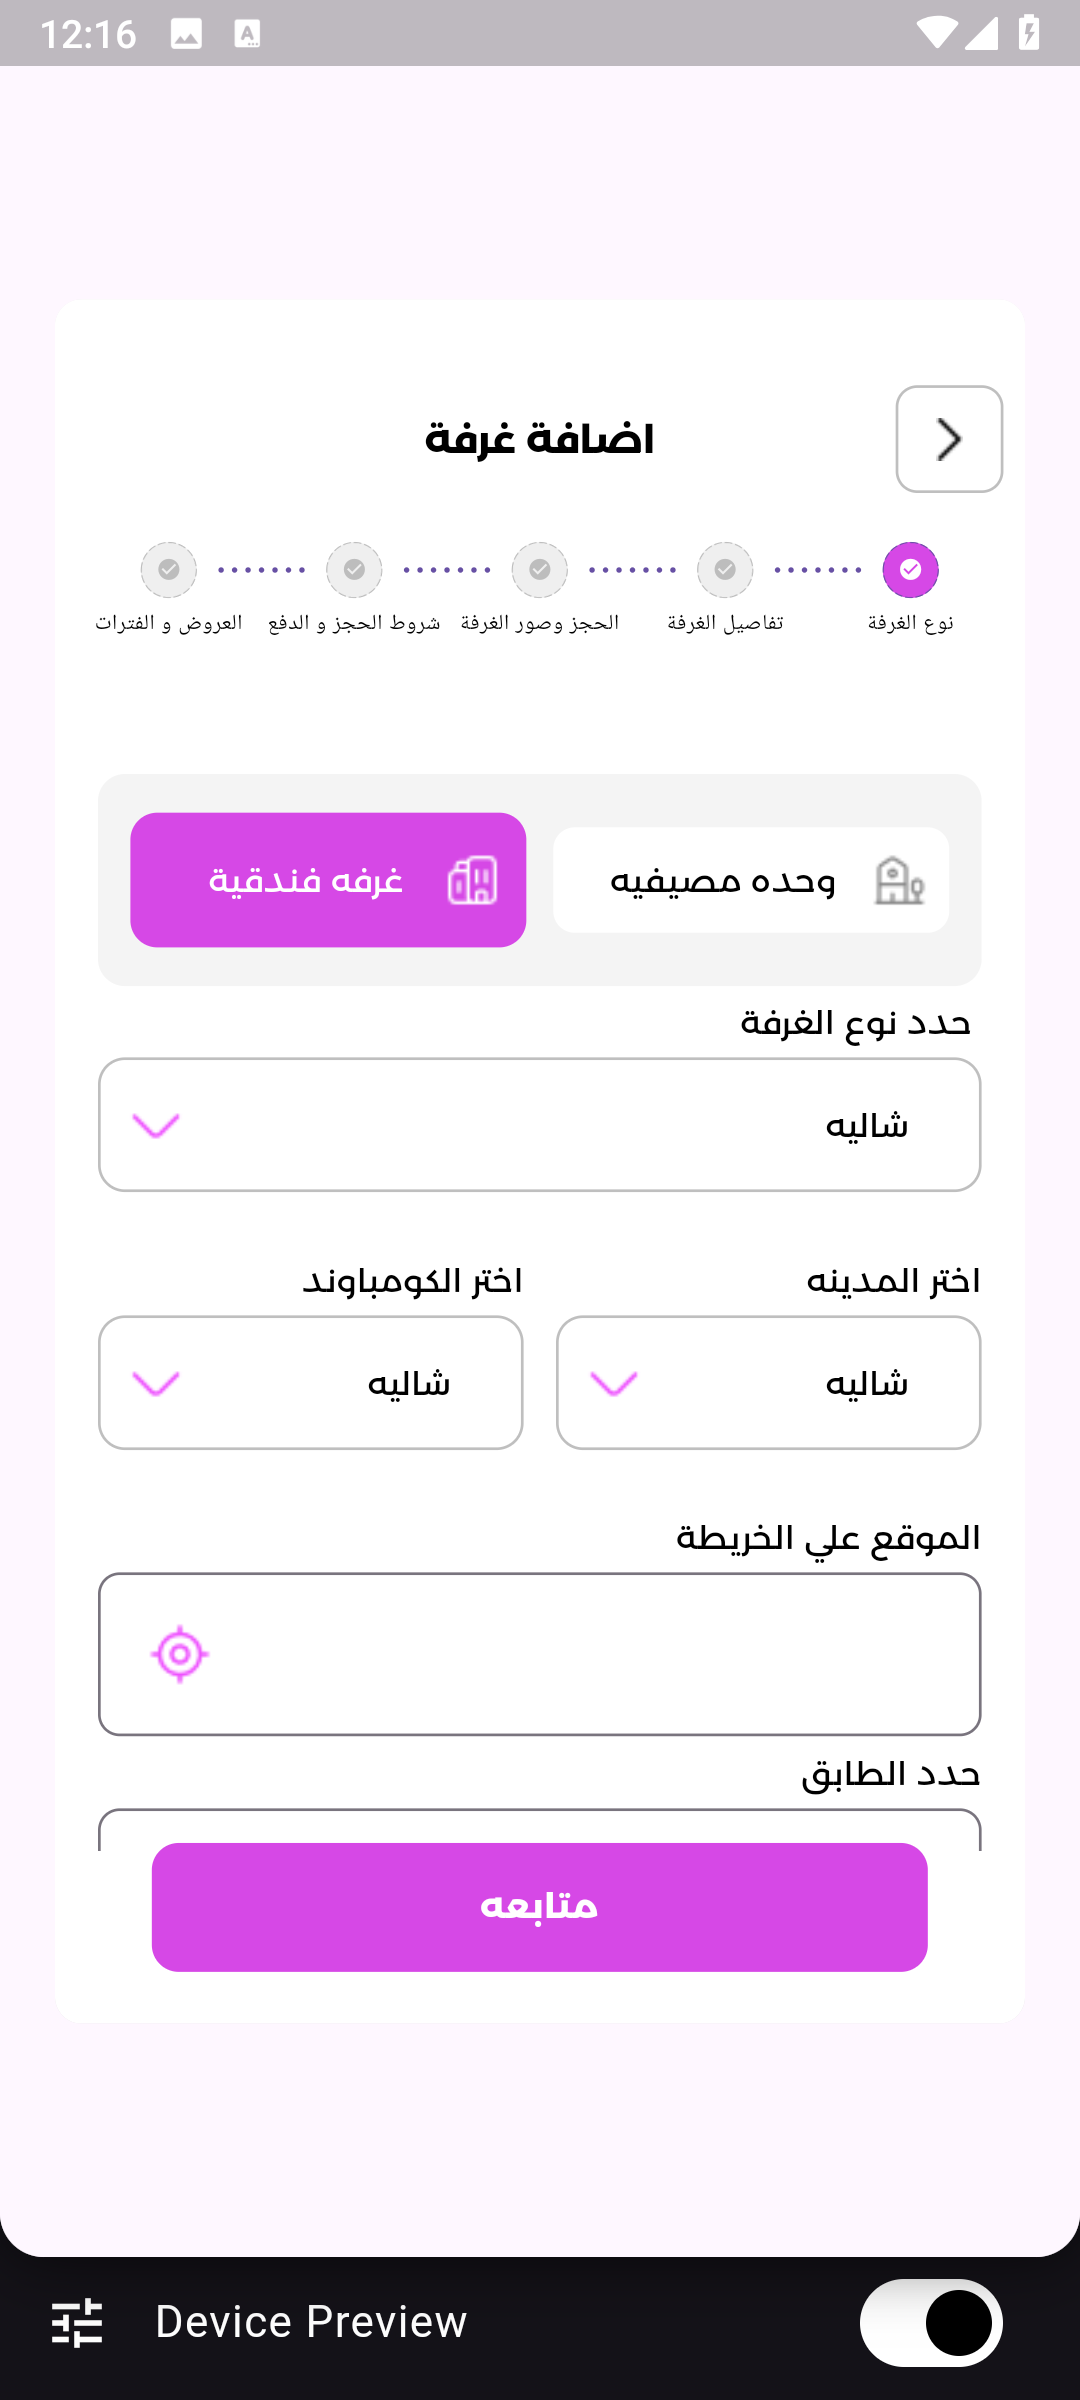 12:16
اضافة غرفة
نوع الغرفة
تفاصيل الغرفة
الحجز وصور الغرفة
شروط الحجز و الدفع
العروض و الفترات
وحده مصيفيه
غرفه فندقية
حدد نوع الغرفة
شاليه
اختر المدينه
اختر الكومباوند
شاليه
شاليه
الموقع علي الخريطة
حدد الطابق
متابعه
Device Preview